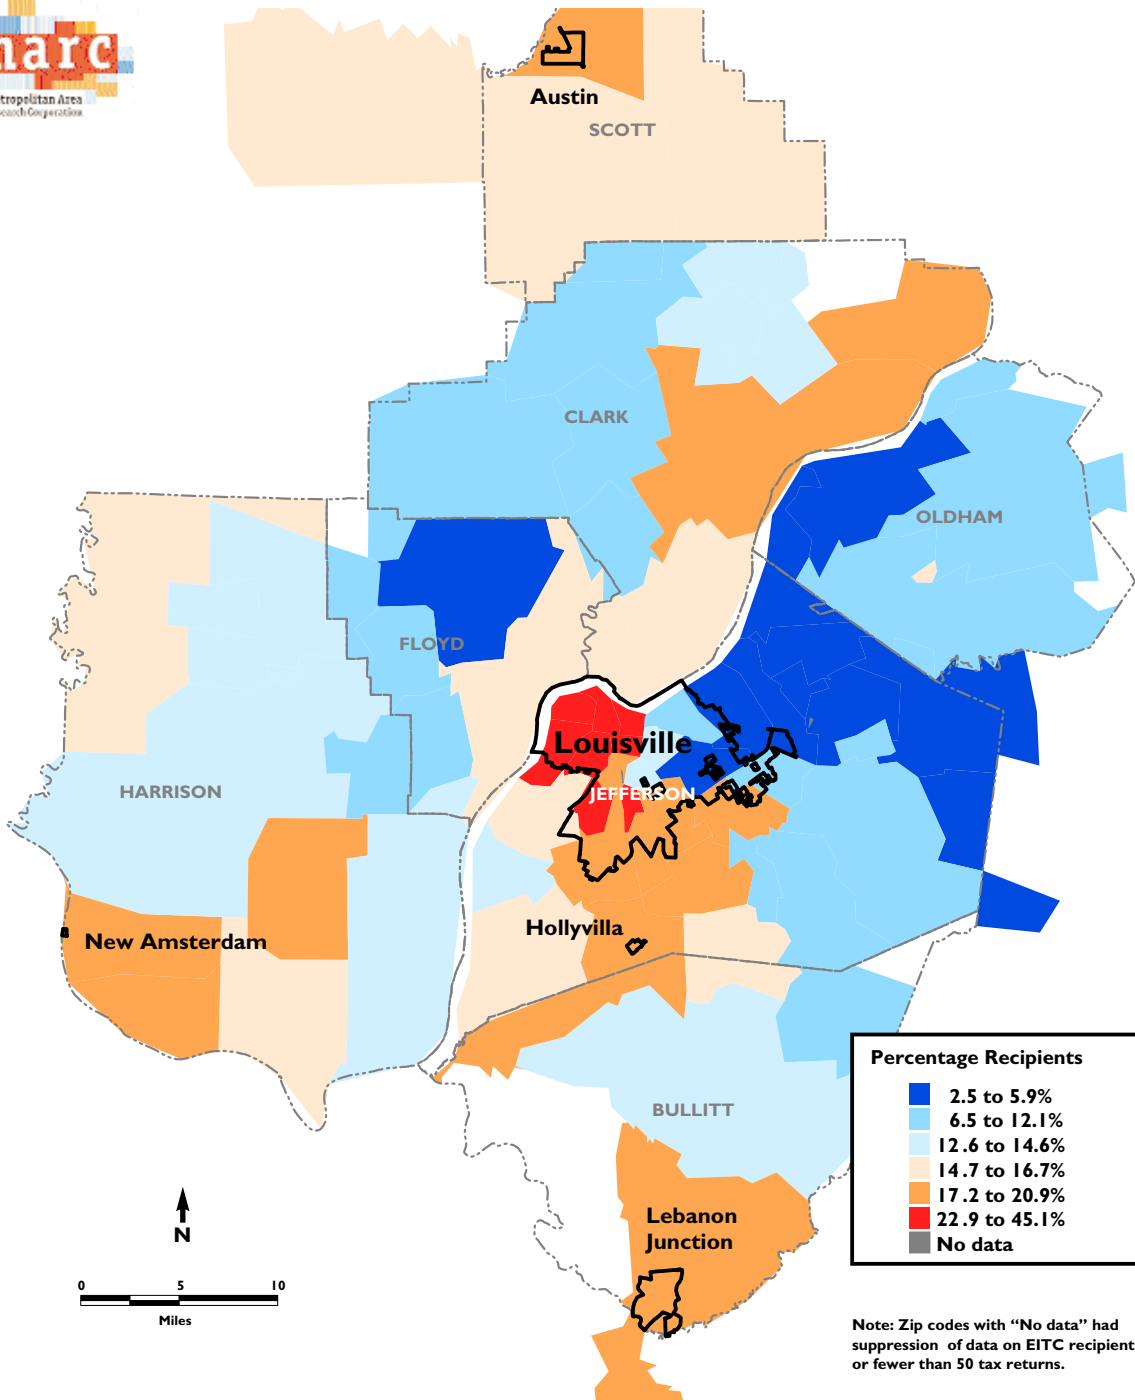 narc
tropolitan Area
search Corporation
Austin
SCOTT
CLARK
OLDHAM
FLOYD
Louisville
JEFFERSON
HARRISON
New Amsterdam
Hollyvilla
BULLITT
Lebanon
Junction
N
0 5 10
Miles
Percentage Recipients
2.5 to 5.9%
6.5 to 12.1%
12.6 to 14.6%
14.7 to 16.7%
17.2 to 20.9%
22.9 to 45.1%
No data
Note: Zip codes with “No data” had
suppression of data on EITC recipient
or fewer than 50 tax returns.